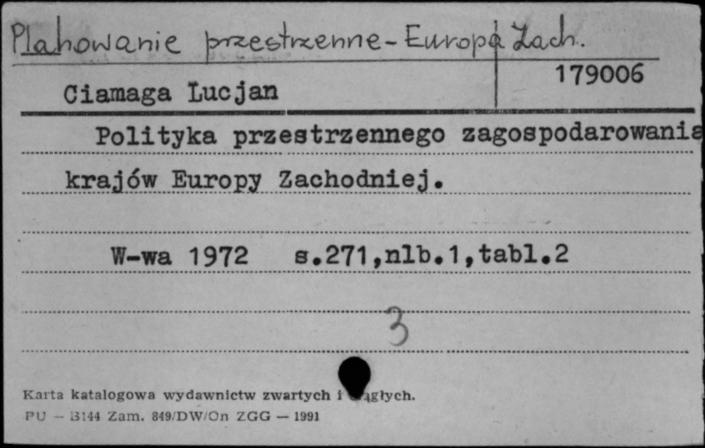 Planowanie przestrzenne - Europa Zach.
179006
Ciamaga Lucjan
Polityka przestrzennego zagospodarowania
krajów Europy Zachodniej.
W-wa 1972 s.271,nlb.1,tabl.2
3
Karta katalogowa wydawnictw zwartych i ciągłych.
PU — B144 Zam. 849/DW/On ZGG — 1991